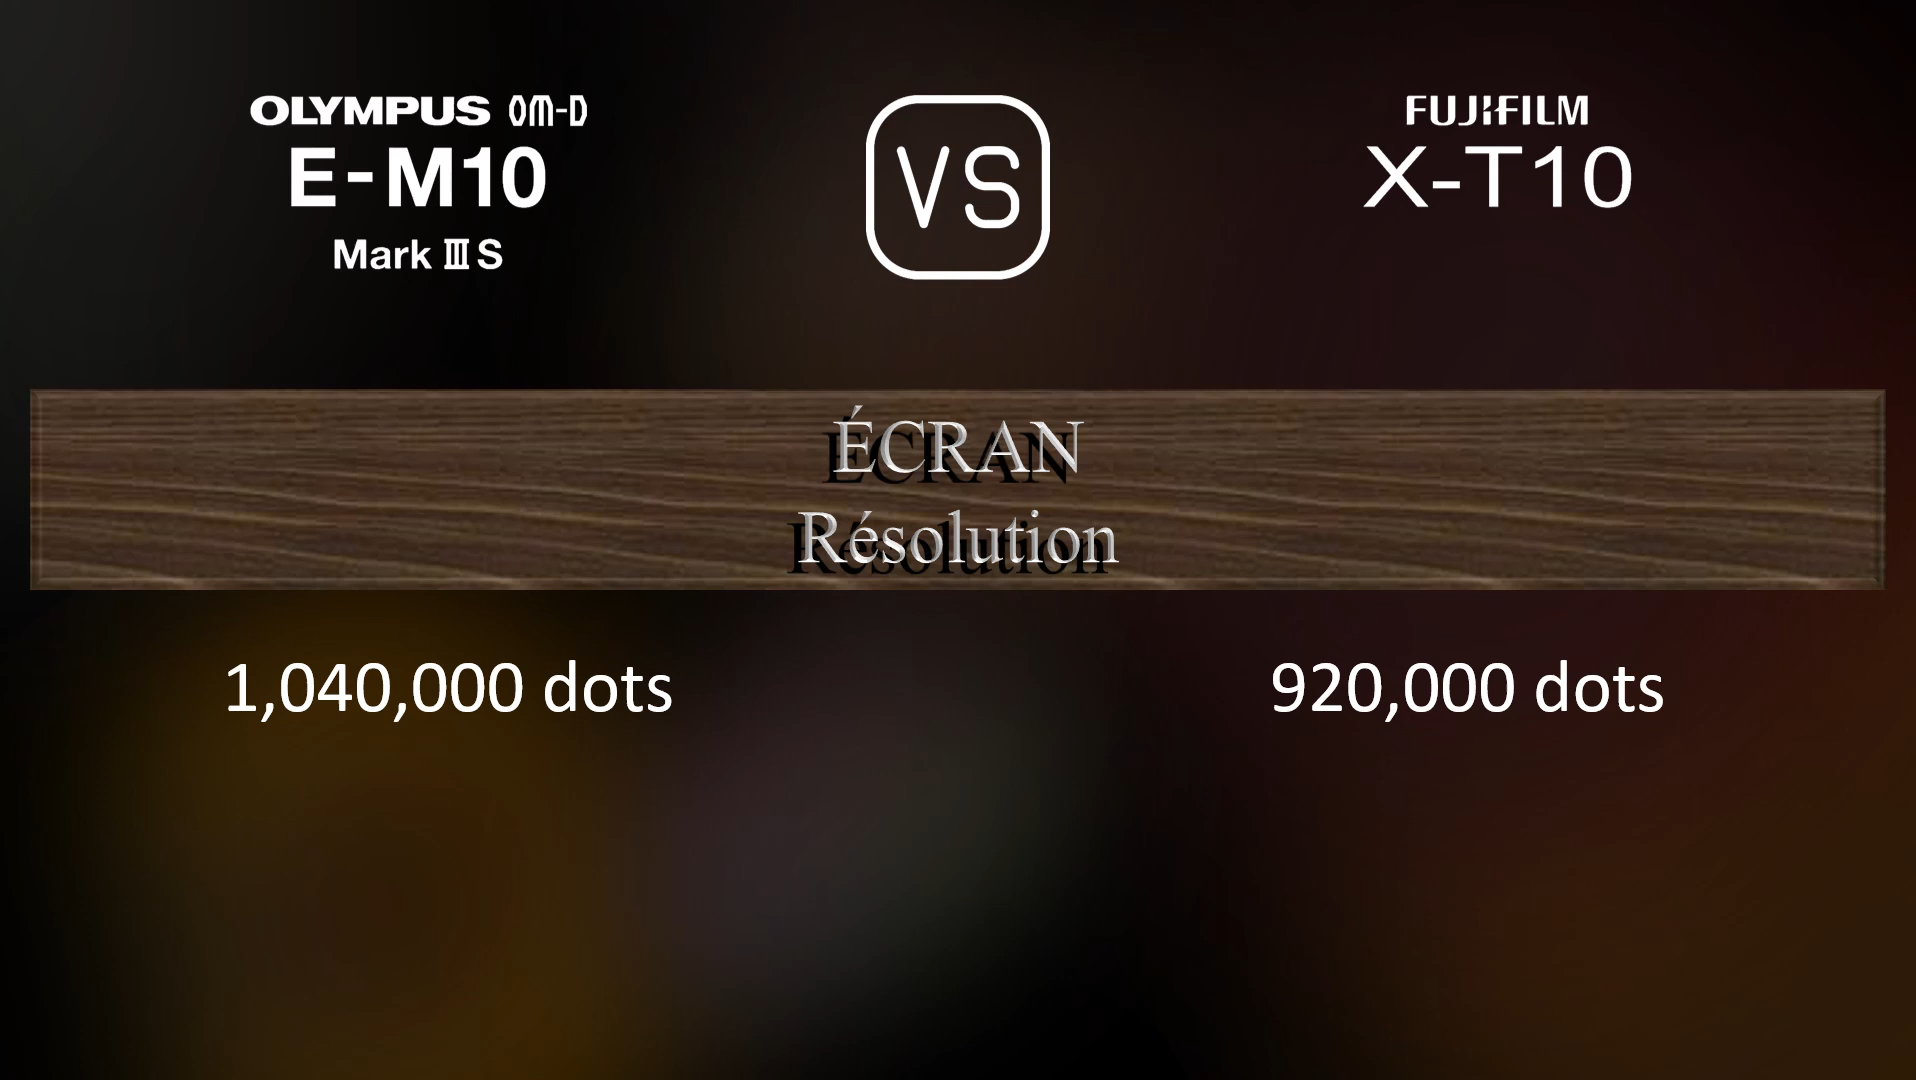 OLYMPUS OM-D
E-M10
Mark III S
VS
FUJIFILM
X-T10
ÉCRAN
Résolution
1,040,000 dots
920,000 dots